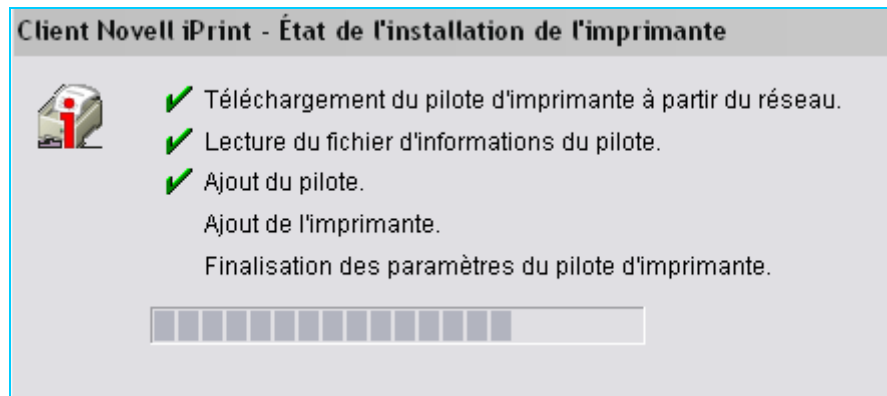 Client Novell iPrint - État de l'installation de l'imprimante
Téléchargement du pilote d'imprimante à partir du réseau.
Lecture du fichier d'informations du pilote.
Ajout du pilote.
Ajout de l'imprimante.
Finalisation des paramètres du pilote d'imprimante.